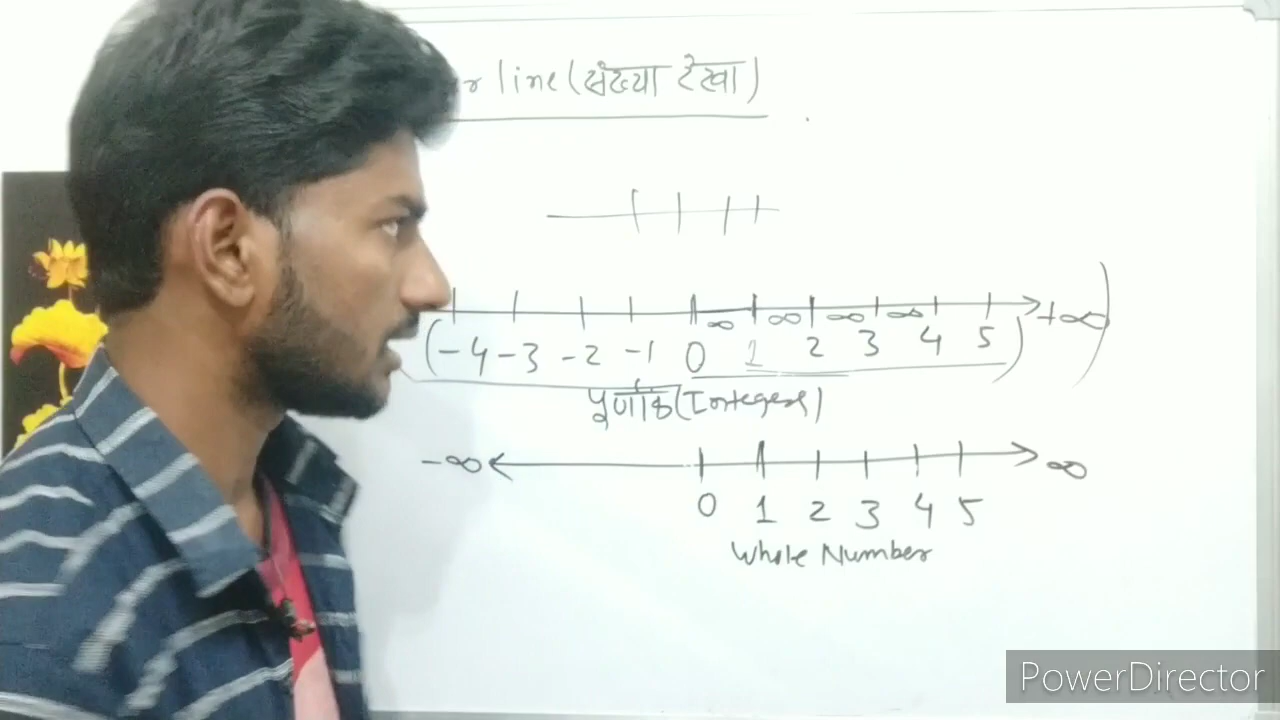 r line (संख्या रेखा)
∞ ∞ ∞ ∞ +∞
(-4 -3 -2 -1 0 1 2 3 4 5)
पूर्णांक (Integers)
-∞ ∞
0 1 2 3 4 5
Whole Number
PowerDirector